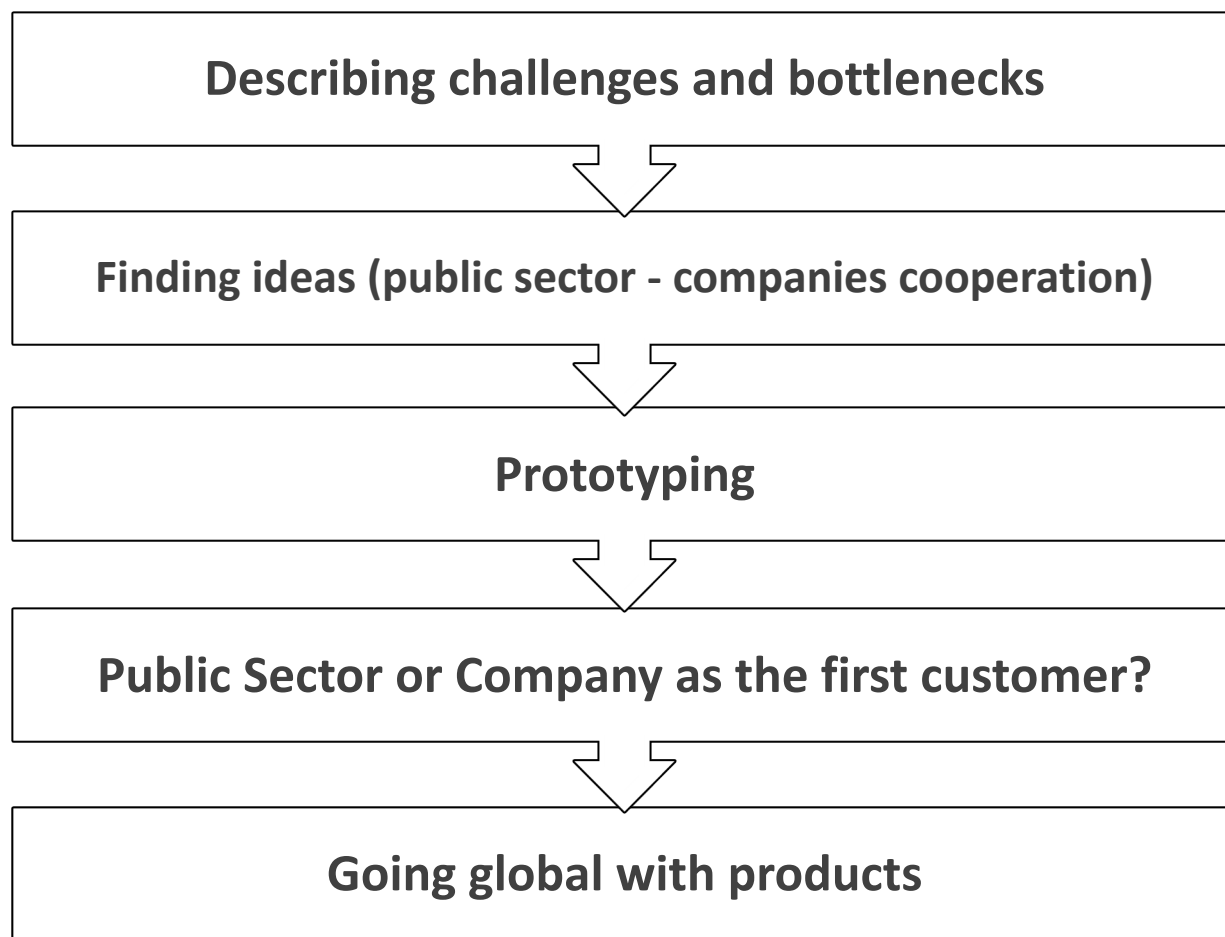 Describing challenges and bottlenecks
Finding ideas (public sector - companies cooperation)
Prototyping
Public Sector or Company as the first customer?
Going global with products